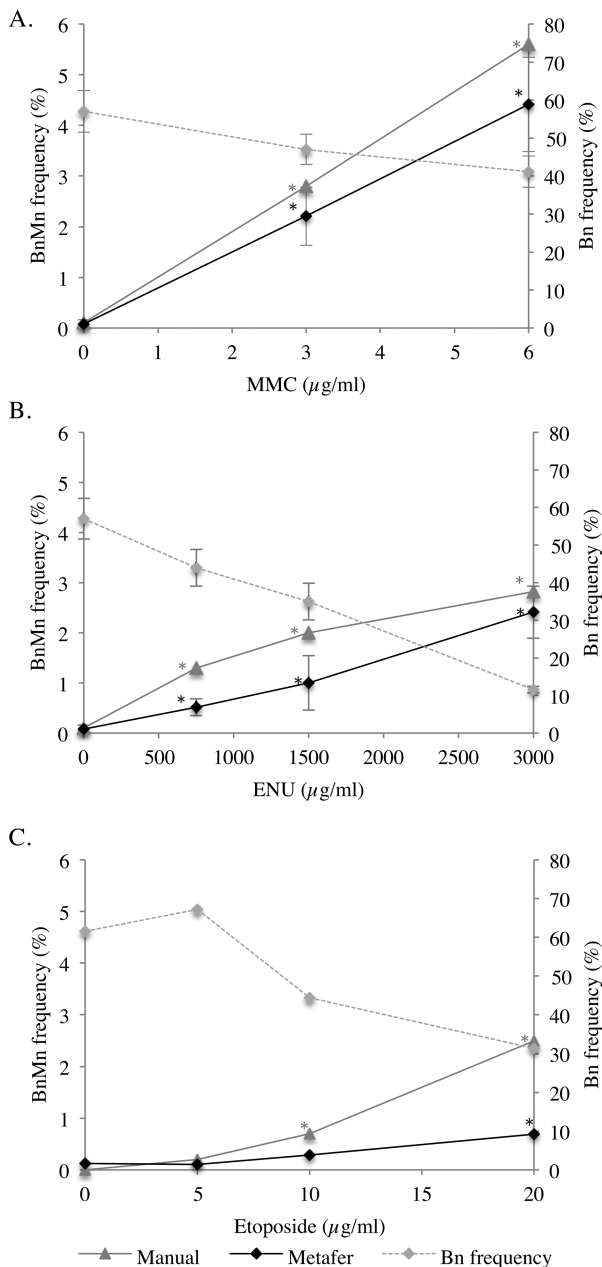 A.
BnMn frequency (%)
6
5
4
3
2
1
0
80
70
60
50
40
30
20
10
0
Bn frequency (%)
* * * *
0 1 2 3 4 5 6
MMC (µg/ml)
B.
BnMn frequency (%)
6
5
4
3
2
1
0
80
70
60
50
40
30
20
10
0
Bn frequency (%)
* * * * * *
0 500 1000 1500 2000 2500 3000
ENU (µg/ml)
C.
BnMn frequency (%)
6
5
4
3
2
1
0
80
70
60
50
40
30
20
10
0
Bn frequency (%)
* * *
0 5 10 15 20
Etoposide (µg/ml)
Manual Metafer Bn frequency